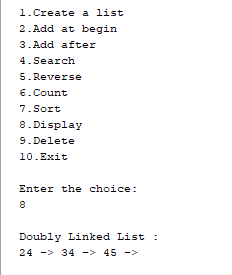 1.Create a list
2.Add at begin
3.Add after
4.Search
5.Reverse
6.Count
7.Sort
8.Display
9.Delete
10.Exit
Enter the choice:
8
Doubly Linked List :
24 -> 34 -> 45 ->